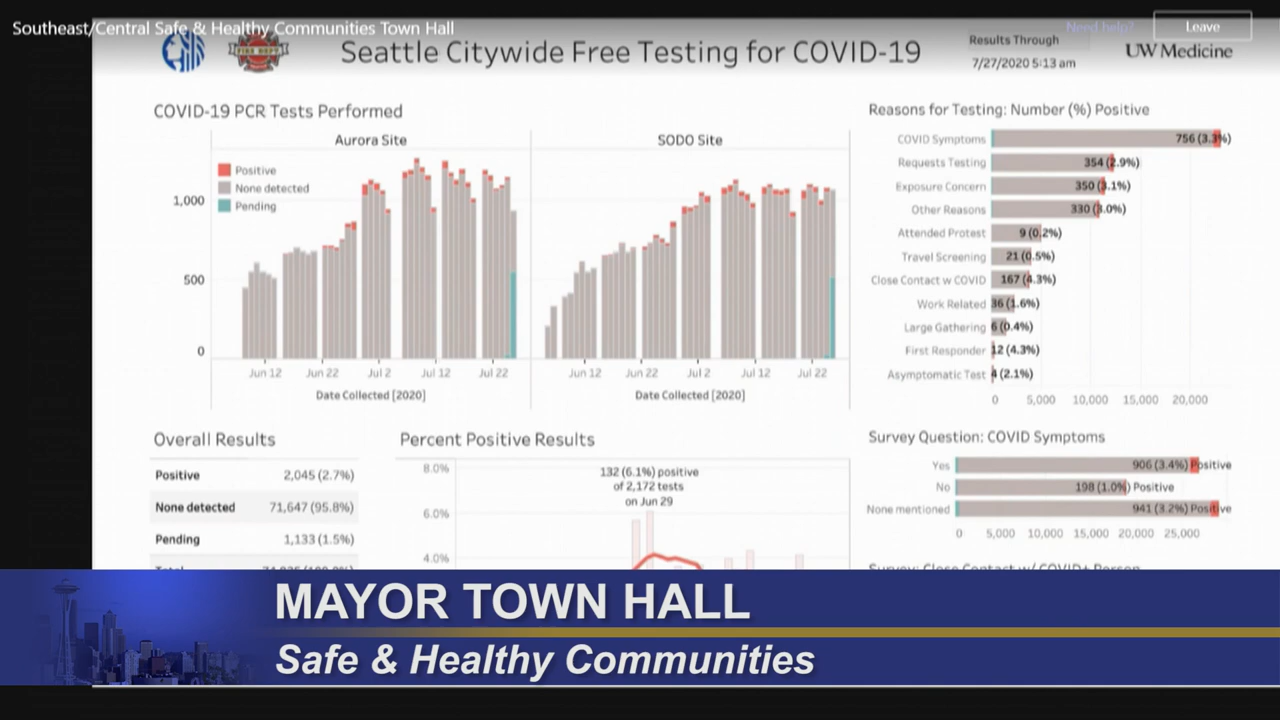 Southeast/Central Safe & Healthy Communities Town Hall
Need help?
Leave
FIRE DEPT
Seattle Citywide Free Testing for COVID-19
Results Through
7/27/2020 5:13 am
UW Medicine
COVID-19 PCR Tests Performed
Aurora Site
SODO Site
Positive
None detected
Pending
1,000
500
0
Jun 12
Jun 22
Jul 2
Jul 12
Jul 22
Jun 12
Jun 22
Jul 2
Jul 12
Jul 22
Date Collected [2020]
Date Collected [2020]
Reasons for Testing: Number (%) Positive
COVID Symptoms 756 (3.3%)
Requests Testing 354 (2.9%)
Exposure Concern 350 (3.1%)
Other Reasons 330 (3.0%)
Attended Protest 9 (0.2%)
Travel Screening 21 (0.5%)
Close Contact w COVID 167 (4.3%)
Work Related 36 (1.6%)
Large Gathering 6 (0.4%)
First Responder 12 (4.3%)
Asymptomatic Test 4 (2.1%)
0 5,000 10,000 15,000 20,000
Overall Results
Positive 2,045 (2.7%)
None detected 71,647 (95.8%)
Pending 1,133 (1.5%)
Percent Positive Results
8.0%
6.0%
4.0%
132 (6.1%) positive
of 2,172 tests
on Jun 29
Survey Question: COVID Symptoms
Yes 906 (3.4%) Positive
No 198 (1.0%) Positive
None mentioned 941 (3.2%) Positive
0 5,000 10,000 15,000 20,000 25,000
MAYOR TOWN HALL
Safe & Healthy Communities